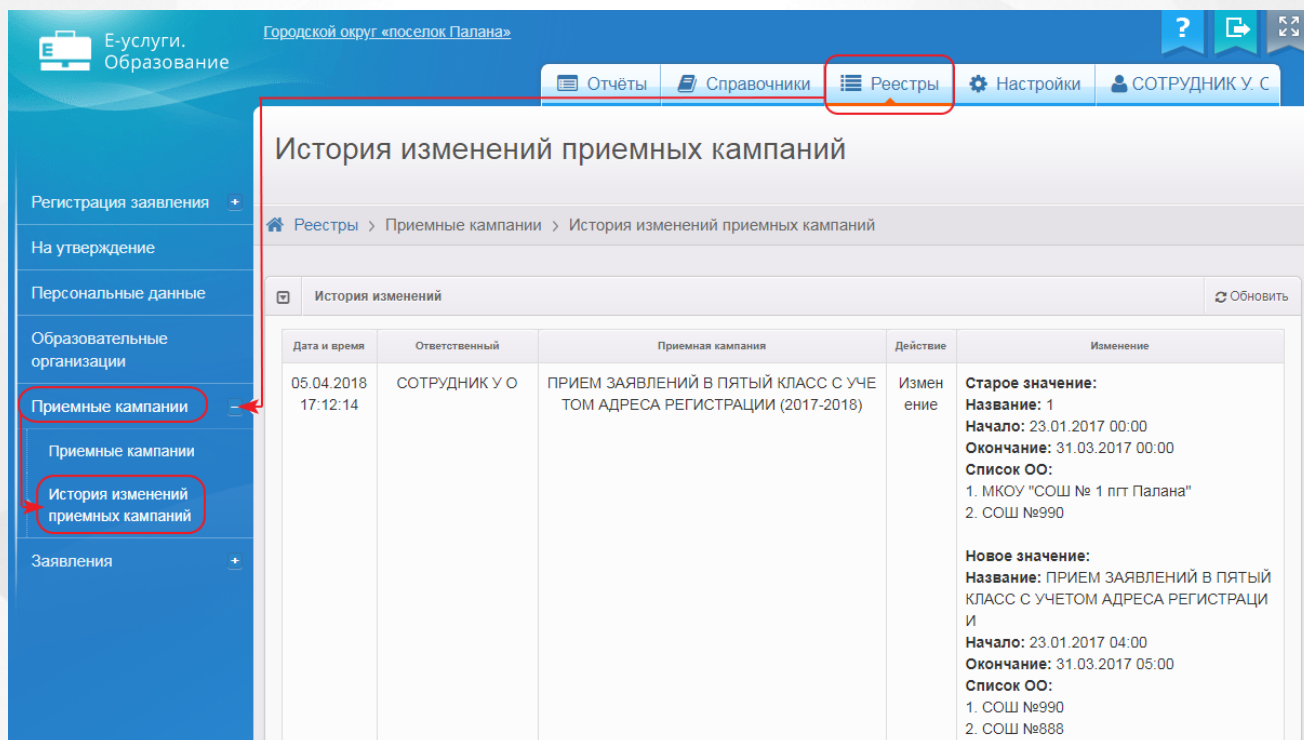 Е-услуги.
Образование
Городской округ «поселок Палана»
?
Отчёты
Справочники
Реестры
Настройки
СОТРУДНИК У. С
История изменений приемных кампаний
Реестры > Приемные кампании > История изменений приемных кампаний
Регистрация заявления +
На утверждение
Персональные данные
Образовательные
организации
Приемные кампании -
Приемные кампании
История изменений
приемных кампаний
Заявления +
История изменений
Обновить
Дата и время
Ответственный
Приемная кампания
Действие
Изменение
05.04.2018
17:12:14
СОТРУДНИК У О
ПРИЕМ ЗАЯВЛЕНИЙ В ПЯТЫЙ КЛАСС С УЧЕ
ТОМ АДРЕСА РЕГИСТРАЦИИ (2017-2018)
Измен
ение
Старое значение:
Название: 1
Начало: 23.01.2017 00:00
Окончание: 31.03.2017 00:00
Список ОО:
1. МКОУ "СОШ № 1 пгт Палана"
2. СОШ №990
Новое значение:
Название: ПРИЕМ ЗАЯВЛЕНИЙ В ПЯТЫЙ
КЛАСС С УЧЕТОМ АДРЕСА РЕГИСТРАЦИ
И
Начало: 23.01.2017 04:00
Окончание: 31.03.2017 05:00
Список ОО:
1. СОШ №990
2. СОШ №888